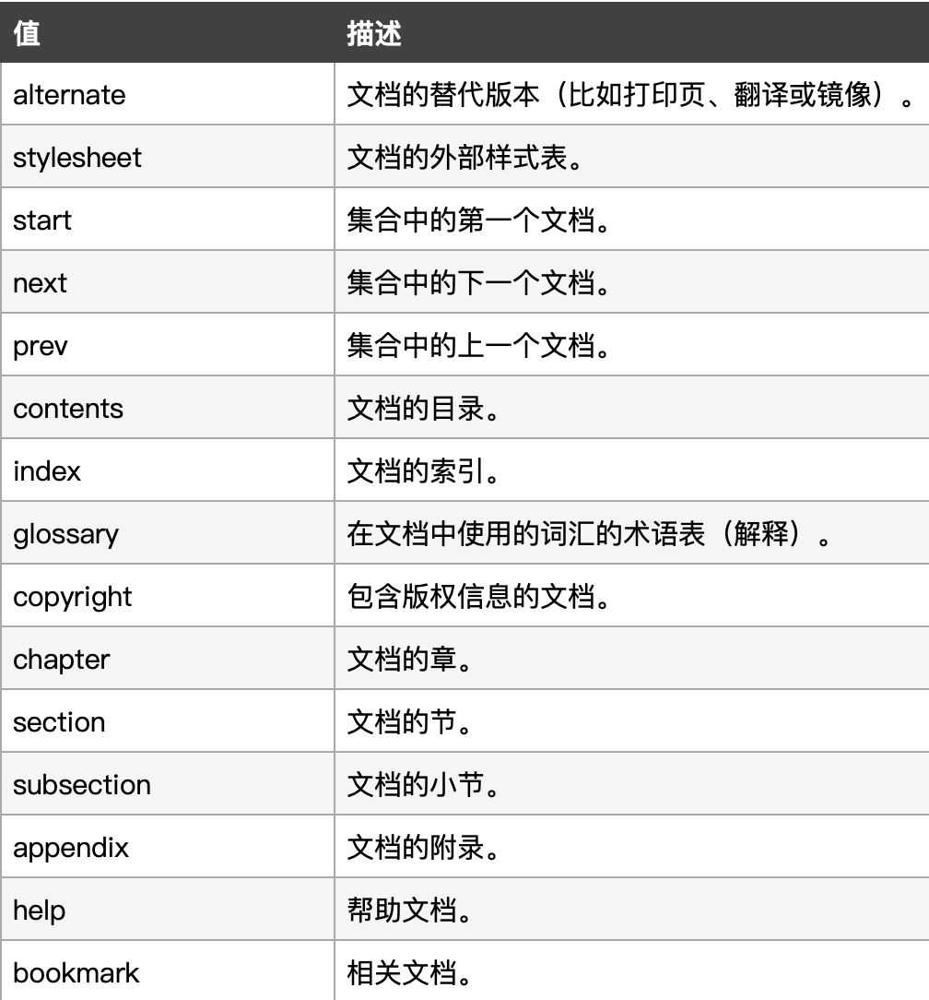 值 描述
alternate 文档的替代版本（比如打印页、翻译或镜像）。
stylesheet 文档的外部样式表。
start 集合中的第一个文档。
next 集合中的下一个文档。
prev 集合中的上一个文档。
contents 文档的目录。
index 文档的索引。
glossary 在文档中使用的词汇的术语表（解释）。
copyright 包含版权信息的文档。
chapter 文档的章。
section 文档的节。
subsection 文档的小节。
appendix 文档的附录。
help 帮助文档。
bookmark 相关文档。